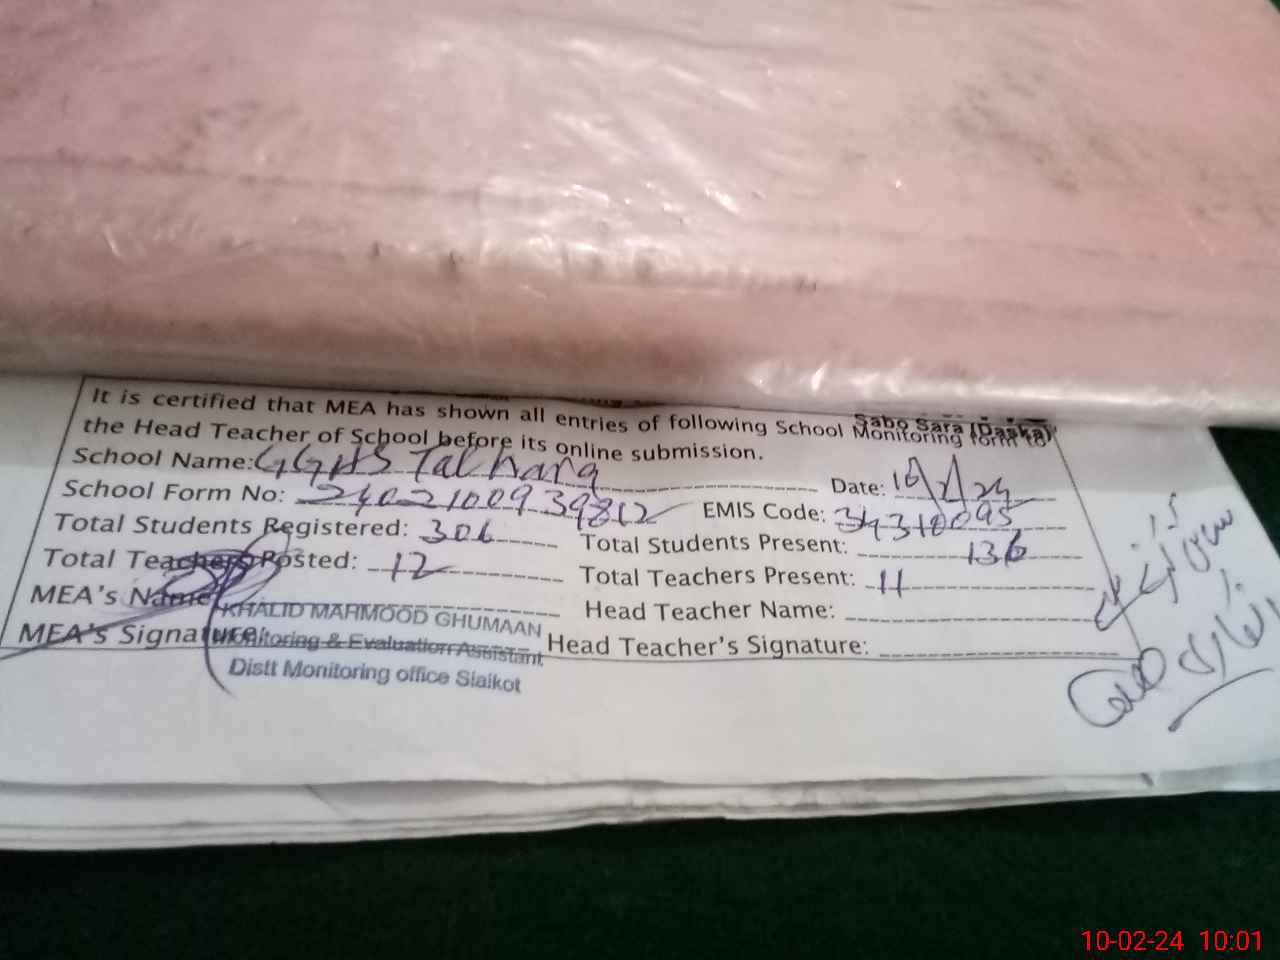 Sabo Sara (Daska)
It is certified that MEA has shown all entries of following School Monitoring form to
the Head Teacher of School before its online submission.
School Name: GGHS Talhara Date: 10/2/24
School Form No: 2402100939812 EMIS Code: 34310095
Total Students Registered: 306 Total Students Present: 136
Total Teachers Posted: 12 Total Teachers Present: 11
MEA's Name Head Teacher Name:
KHALID MAHMOOD GHUMAAN
MEA's Signature Head Teacher's Signature:
Monitoring & Evaluation Assistant
Distt Monitoring office Sialkot
10-02-24 10:01